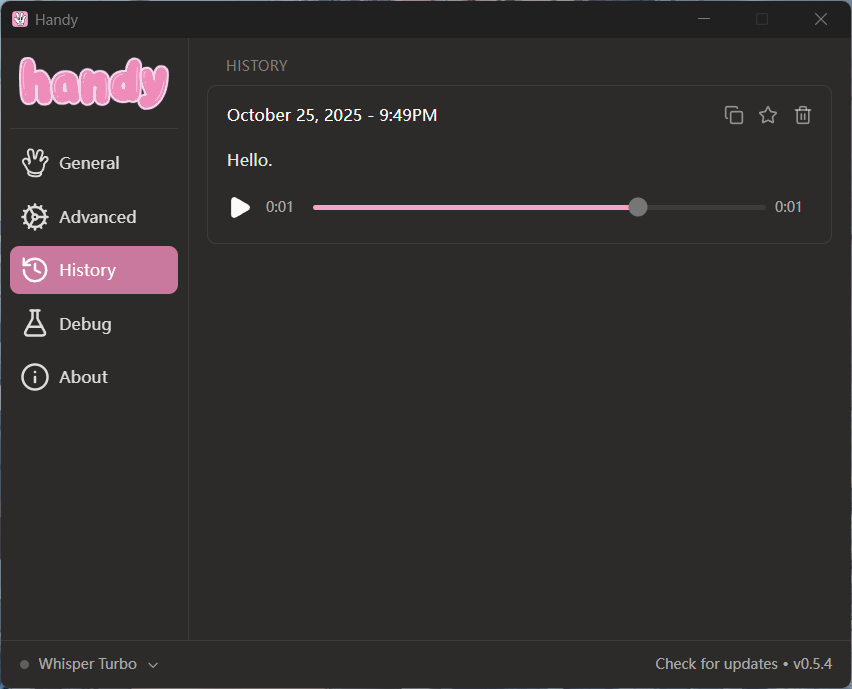 Handy
handy
General
Advanced
History
Debug
About
HISTORY
October 25, 2025 - 9:49PM
Hello.
0:01 0:01
Whisper Turbo
Check for updates • v0.5.4